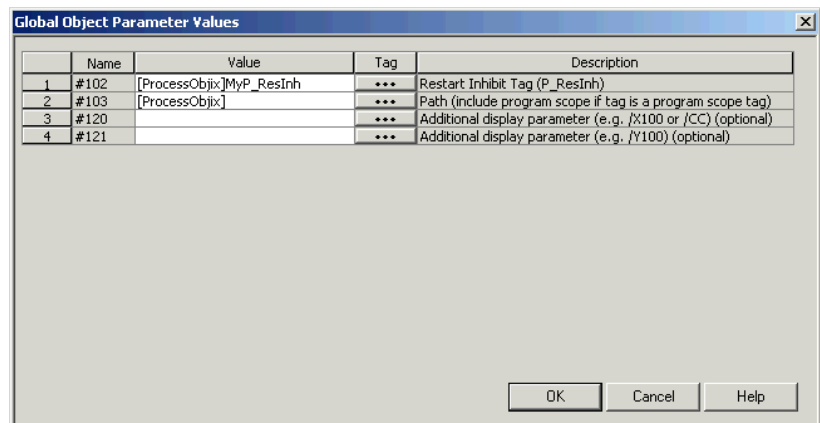 Global Object Parameter Values
Name Value Tag Description
1 #102 [ProcessObjix]MyP_ResInh ••• Restart Inhibit Tag (P_ResInh)
2 #103 [ProcessObjix] ••• Path (include program scope if tag is a program scope tag)
3 #120 ••• Additional display parameter (e.g. /X100 or /CC) (optional)
4 #121 ••• Additional display parameter (e.g. /Y100) (optional)
OK Cancel Help